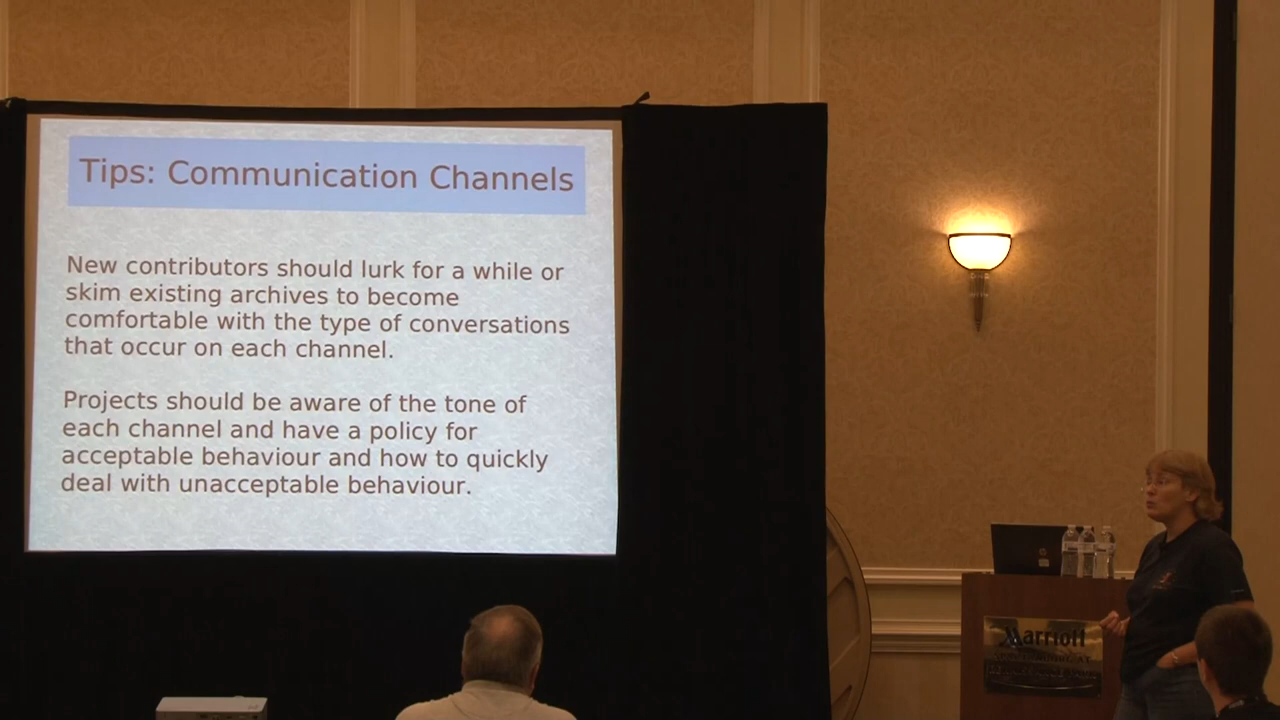 Tips: Communication Channels
New contributors should lurk for a while or
skim existing archives to become
comfortable with the type of conversations
that occur on each channel.
Projects should be aware of the tone of
each channel and have a policy for
acceptable behaviour and how to quickly
deal with unacceptable behaviour.
Marriott